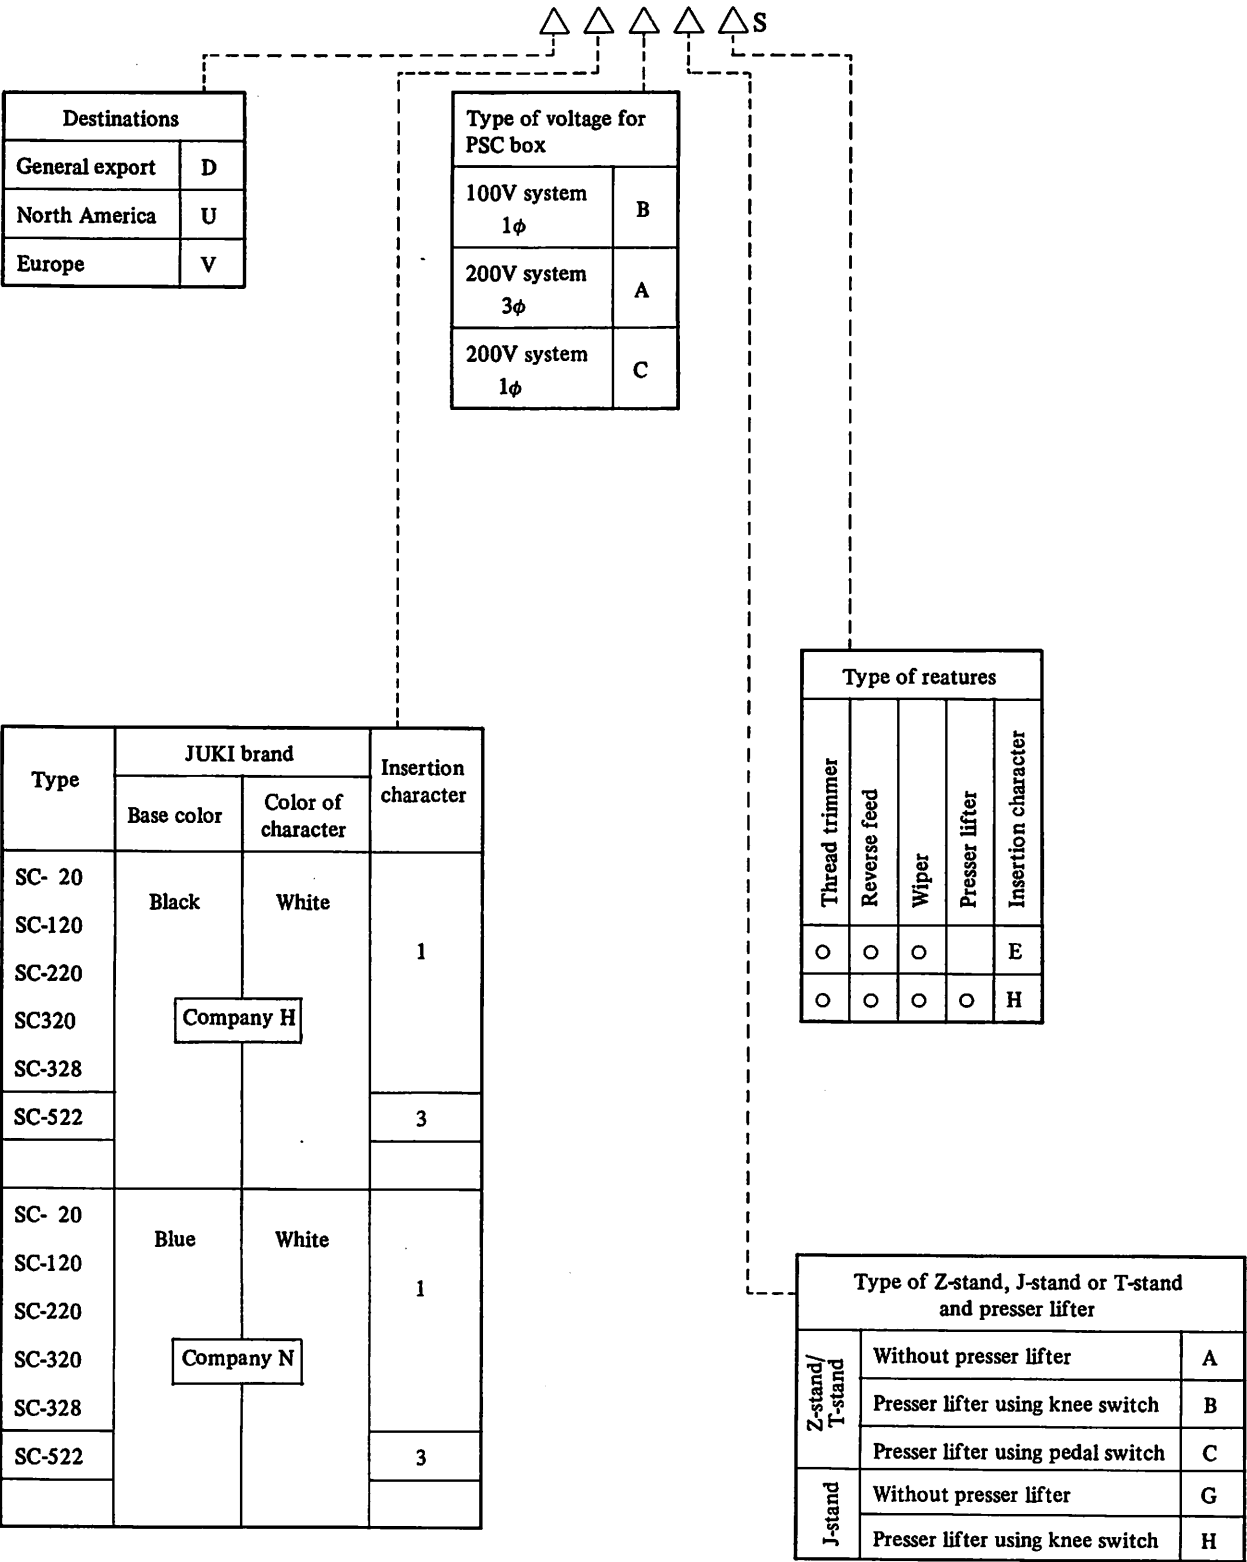 S
Destinations
General export D
North America U
Europe V
Type of voltage for
PSC box
100V system
1ϕ
B
200V system
3ϕ
A
200V system
1ϕ
C
Type of reatures
Thread trimmer
Reverse feed
Wiper
Presser lifter
Insertion character
○ ○ ○ E
○ ○ ○ ○ H
Type
JUKI brand
Base color
Color of
character
Insertion
character
SC- 20
SC-120
SC-220
SC320
SC-328
Black
White
Company H
1
SC-522
3
SC- 20
SC-120
SC-220
SC-320
SC-328
Blue
White
Company N
1
SC-522
3
Type of Z-stand, J-stand or T-stand
and presser lifter
Z-stand/
T-stand
Without presser lifter A
Presser lifter using knee switch B
Presser lifter using pedal switch C
J-stand
Without presser lifter G
Presser lifter using knee switch H